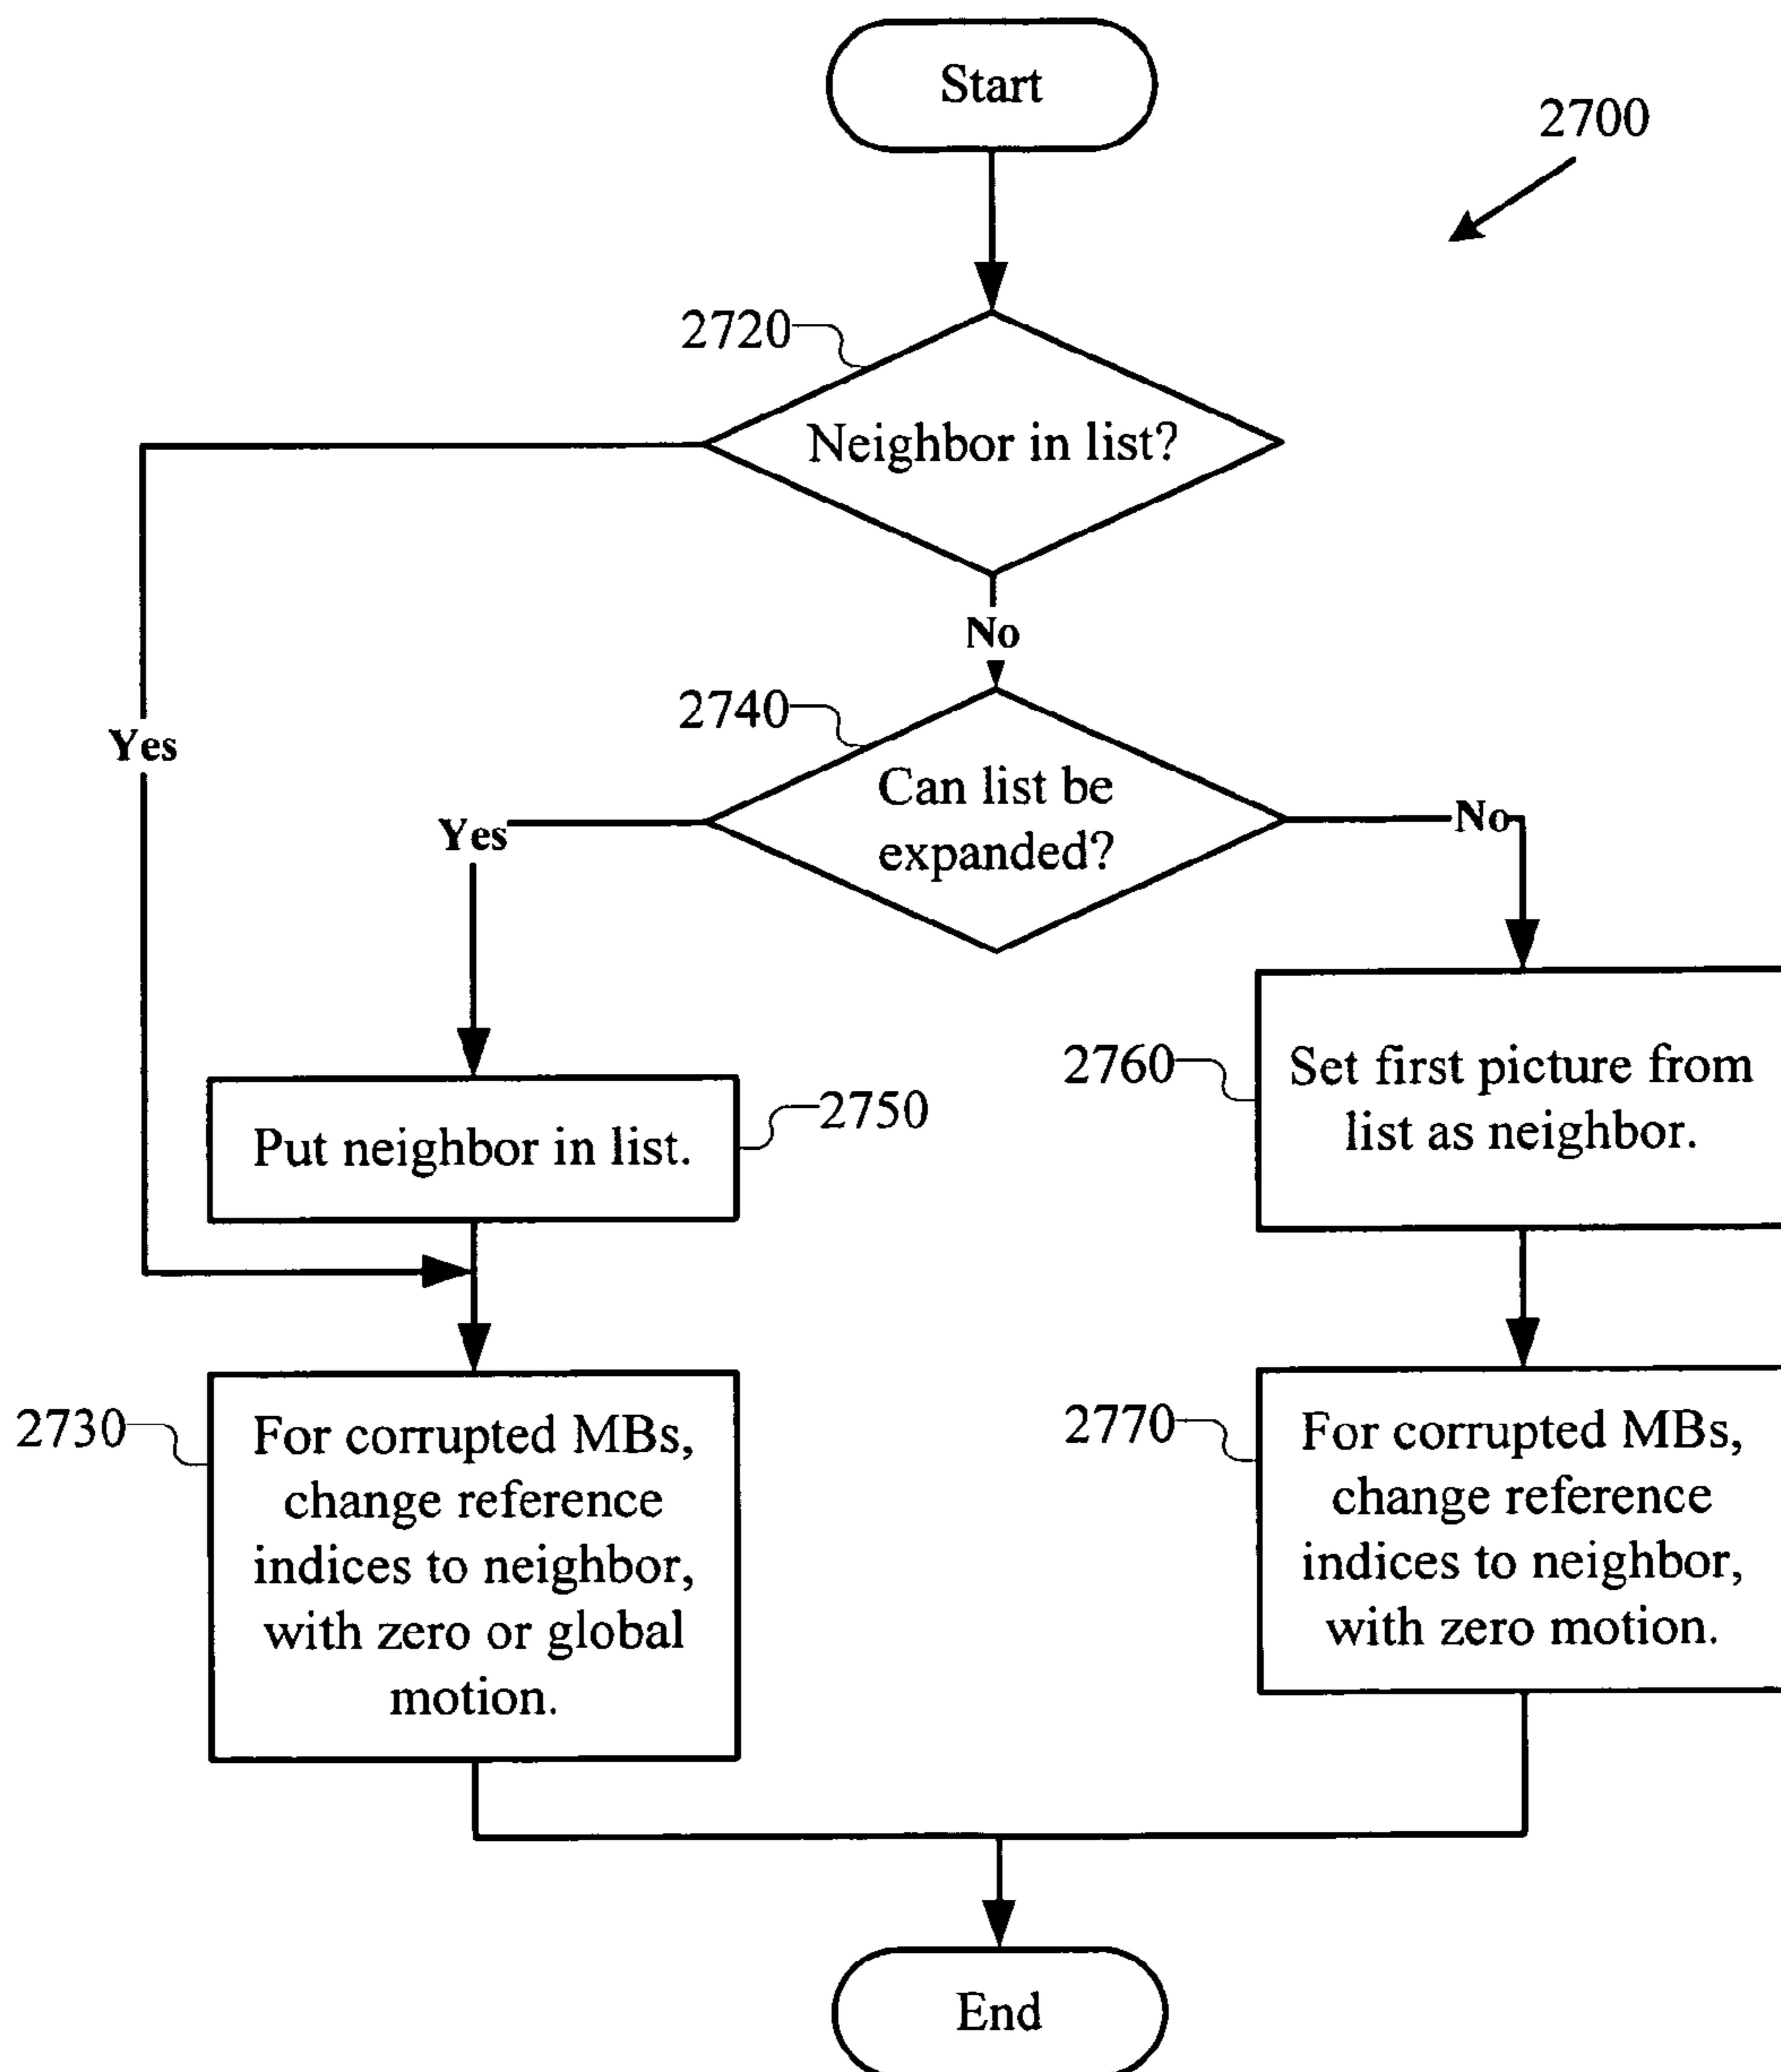 Start
2700
2720
Neighbor in list?
No
Yes
2740
Can list be
expanded?
Yes
No
Put neighbor in list.
2750
2760
Set first picture from
list as neighbor.
2730
For corrupted MBs,
change reference
indices to neighbor,
with zero or global
motion.
2770
For corrupted MBs,
change reference
indices to neighbor,
with zero motion.
End